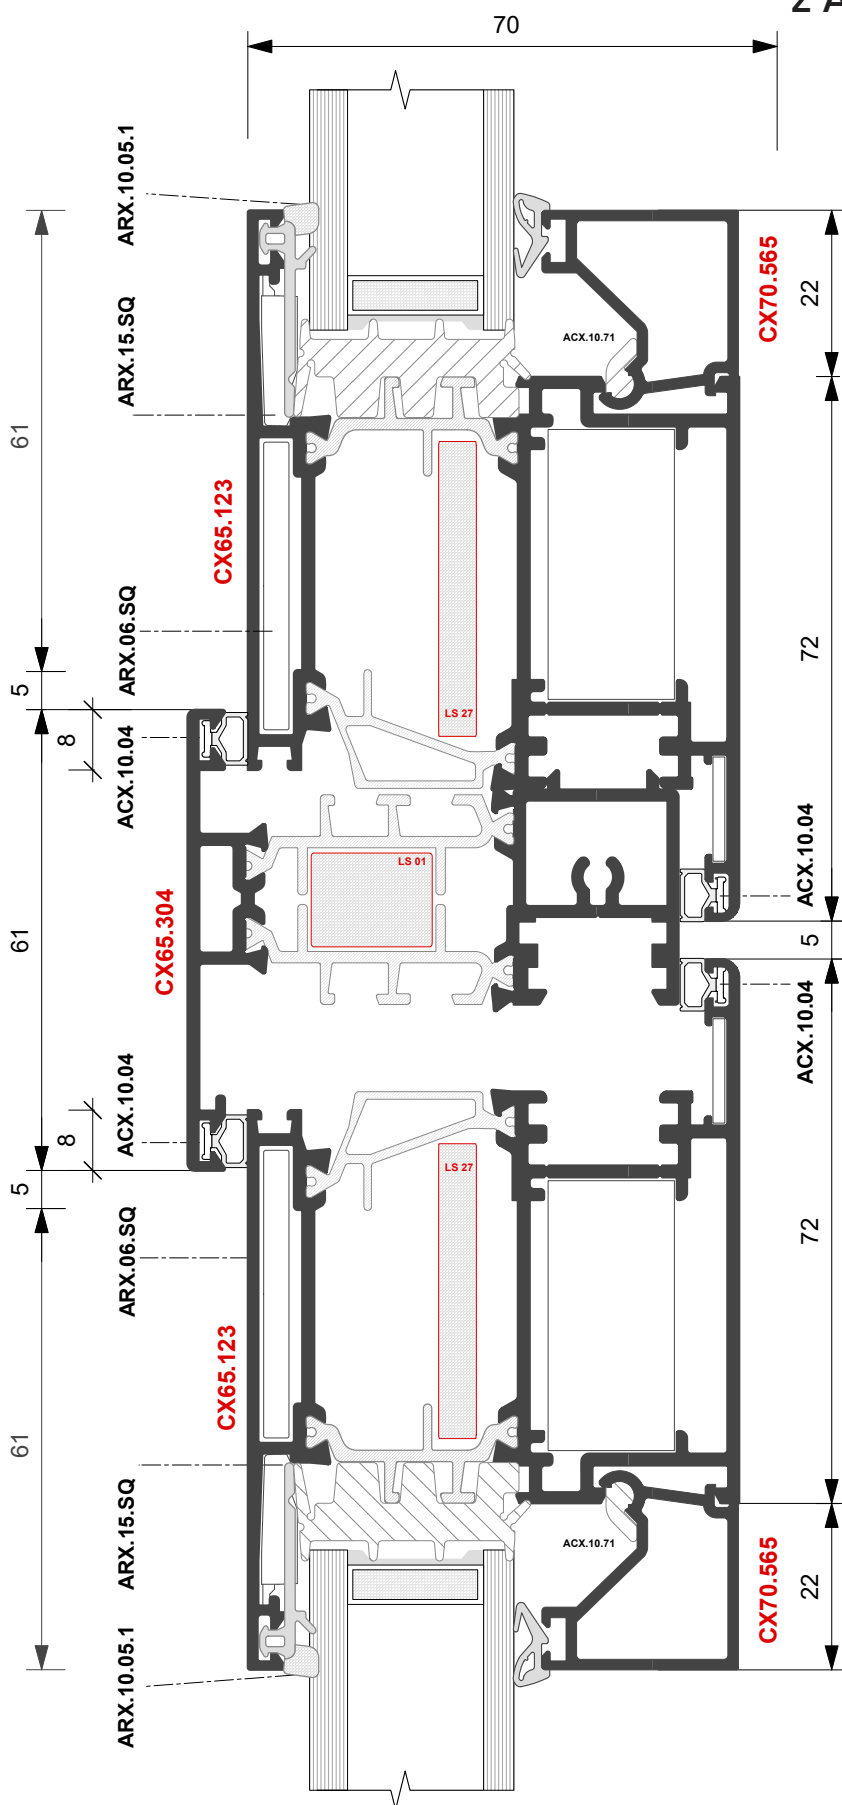 70
ARX.10.05.1
CX70.565
22
ACX.10.71
ARX.15.SQ
61
CX65.123
ARX.06.SQ
72
5
8
LS 27
ACX.10.04
LS 01
ACX.10.04
CX65.304
61
5
ACX.10.04
ACX.10.04
8
5
LS 27
ARX.06.SQ
72
CX65.123
61
ARX.15.SQ
ACX.10.71
CX70.565
22
ARX.10.05.1